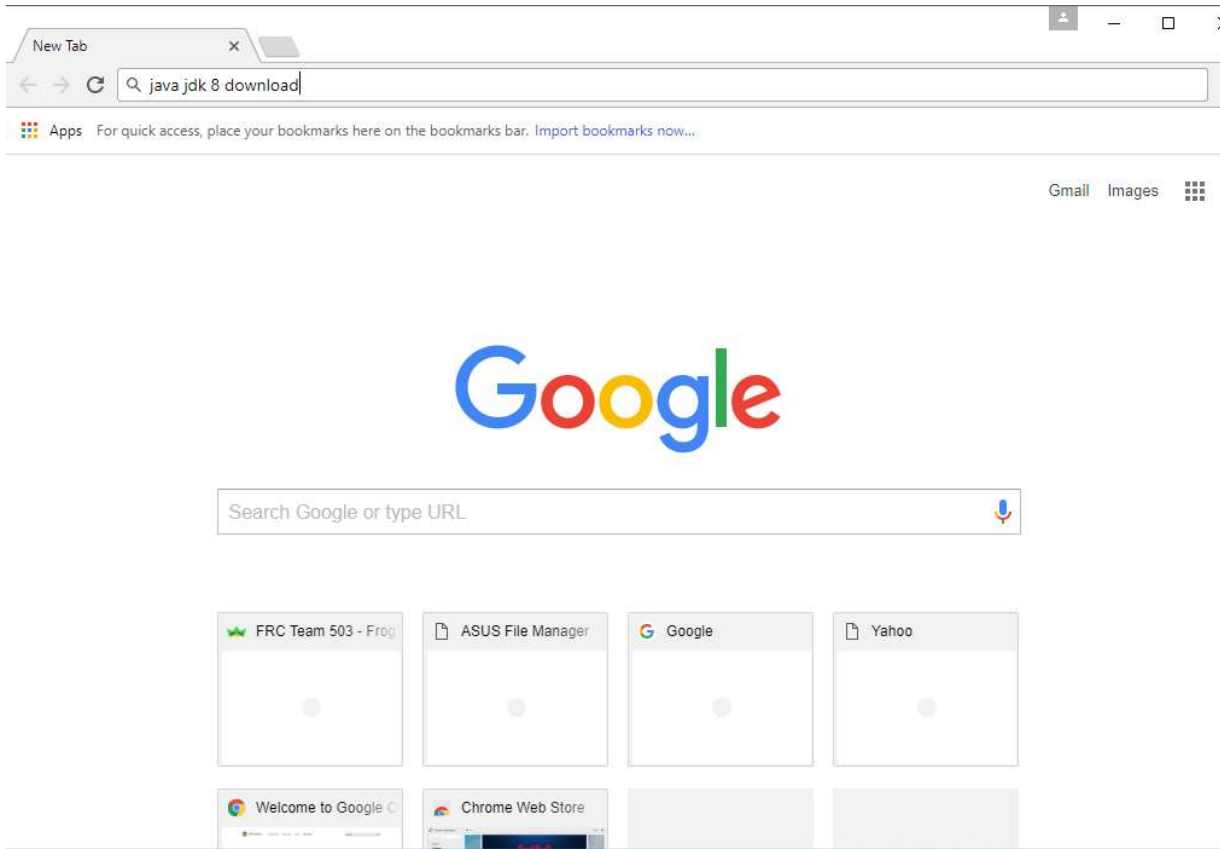 New Tab
java jdk 8 download
Apps For quick access, place your bookmarks here on the bookmarks bar. Import bookmarks now...
Gmail Images
Google
Search Google or type URL
FRC Team 503 - Frog ASUS File Manager Google Yahoo
Welcome to Google C Chrome Web Store